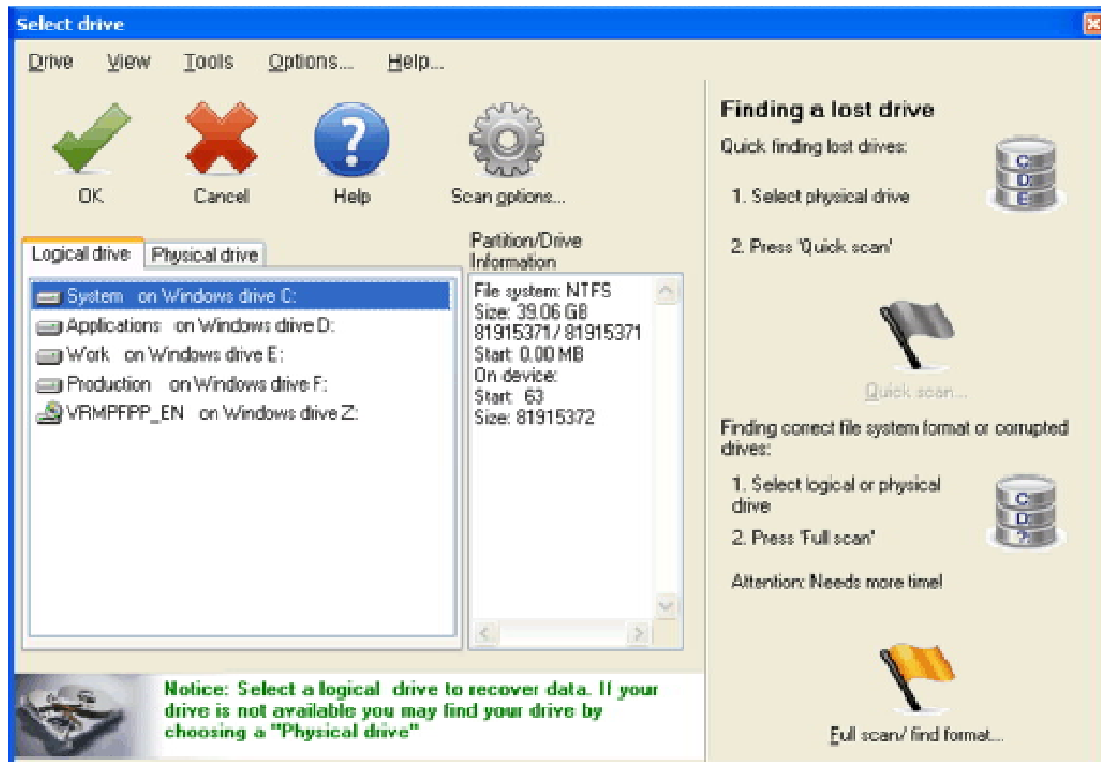 Select drive
Drive View Tools Options... Help...
OK Cancel Help Scan options...
Logical drive Physical drive
System on Windows drive C:
Applications on Windows drive D:
Work on Windows drive E:
Production on Windows drive F:
VRMPFIPP_EN on Windows drive Z:
Partition/Drive
Information
File system: NTFS
Size: 39.06 GB
81915371/ 81915371
Start: 0.00 MB
On device:
Start: 63
Size: 81915372
Notice: Select a logical drive to recover data. If your
drive is not available you may find your drive by
choosing a "Physical drive"
Finding a lost drive
Quick finding lost drives:
C:
D:
E:
1. Select physical drive
2. Press 'Quick scan'
Quick scan...
Finding correct file system format or corrupted
drives:
C:
D:
?:
1. Select logical or physical
drive
2. Press 'Full scan'
Attention: Needs more time!
Full scan/ find format...